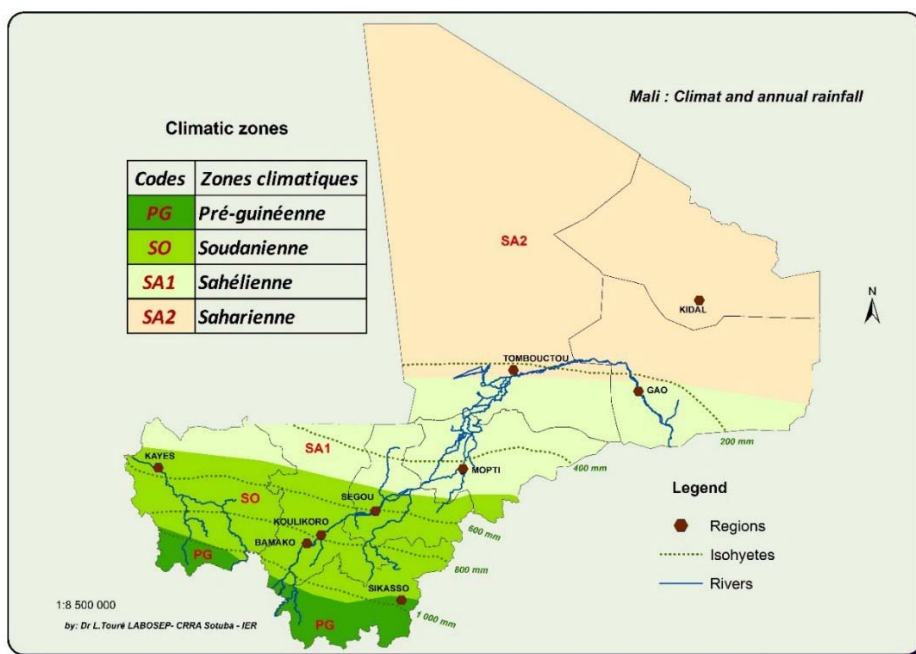 Mali : Climat and annual rainfall
Climatic zones
Codes Zones climatiques
PG Pré-guinéenne
SO Soudanienne
SA1 Sahélienne
SA2 Saharienne
SA2
KIDAL
N
TOMBOUCTOU
GAO
200 mm
SA1
KAYES
MOPTI
400 mm
SO
SEGOU
KOULIKORO
600 mm
BAMAKO
PG
800 mm
SIKASSO
1 000 mm
PG
Legend
Regions
Isohyetes
Rivers
1:8 500 000
by: Dr L.Touré LABOSEP- CRRA Sotuba - IER